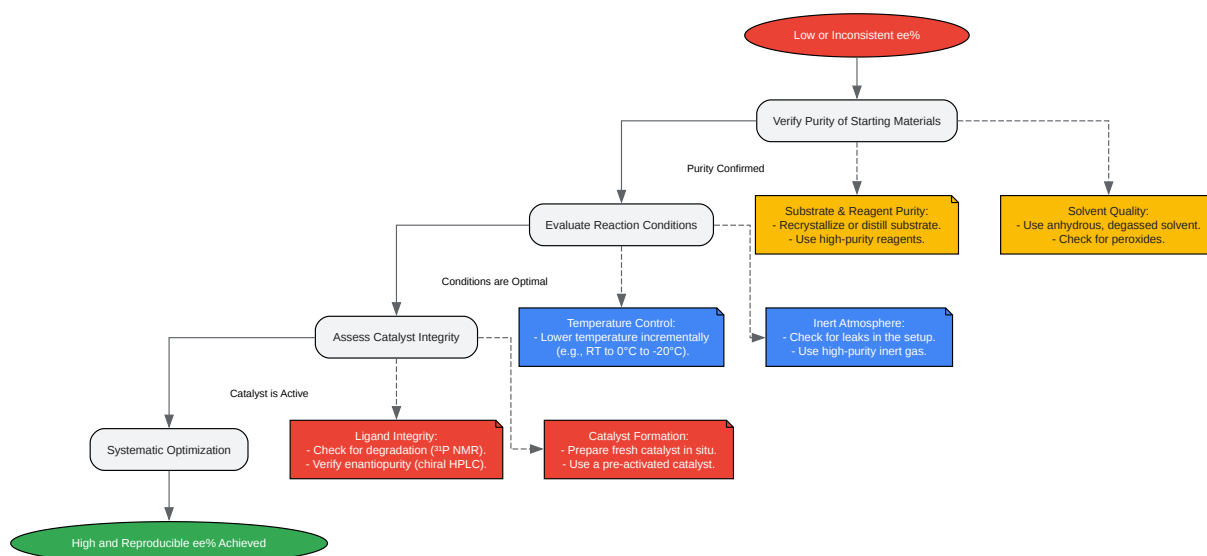 Low or Inconsistent ee%
Verify Purity of Starting Materials
Purity Confirmed
Substrate & Reagent Purity:
- Recrystallize or distill substrate.
- Use high-purity reagents.
Solvent Quality:
- Use anhydrous, degassed solvent.
- Check for peroxides.
Evaluate Reaction Conditions
Conditions are Optimal
Temperature Control:
- Lower temperature incrementally
(e.g., RT to 0°C to -20°C).
Inert Atmosphere:
- Check for leaks in the setup.
- Use high-purity inert gas.
Assess Catalyst Integrity
Catalyst is Active
Ligand Integrity:
- Check for degradation (³¹P NMR).
- Verify enantiopurity (chiral HPLC).
Catalyst Formation:
- Prepare fresh catalyst in situ.
- Use a pre-activated catalyst.
Systematic Optimization
High and Reproducible ee% Achieved